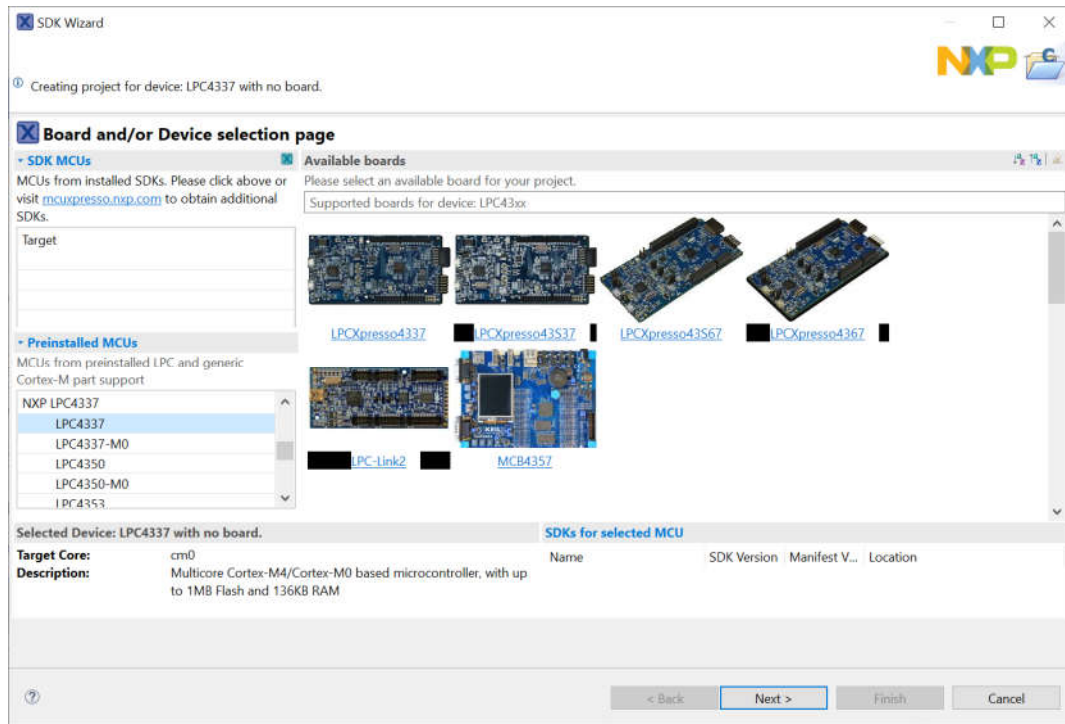 SDK Wizard
NXP
Creating project for device: LPC4337 with no board.
Board and/or Device selection page
SDK MCUs
MCUs from installed SDKs. Please click above or
visit mcuxpresso.nxp.com to obtain additional
SDKs.
Target
Preinstalled MCUs
MCUs from preinstalled LPC and generic
Cortex-M part support
NXP LPC4337
LPC4337
LPC4337-M0
LPC4350
LPC4350-M0
LPC4353
Available boards
Please select an available board for your project.
Supported boards for device: LPC43xx
LPCXpresso4337
LPCXpresso43S37
LPCXpresso43S67
LPCXpresso4367
LPC-Link2
MCB4357
Selected Device: LPC4337 with no board.
Target Core: cm0
Description: Multicore Cortex-M4/Cortex-M0 based microcontroller, with up
to 1MB Flash and 136KB RAM
SDKs for selected MCU
Name SDK Version Manifest V... Location
? < Back Next > Finish Cancel